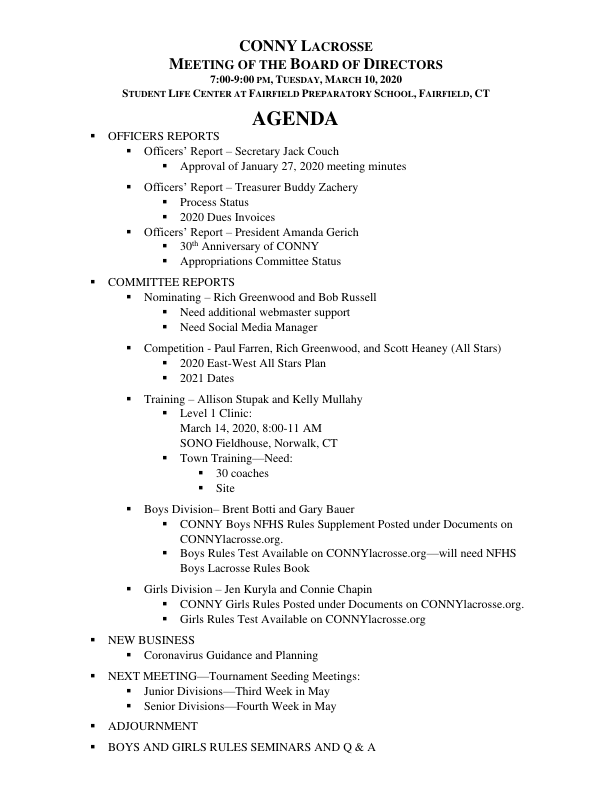 CONNY LACROSSE
MEETING OF THE BOARD OF DIRECTORS
7:00-9:00 PM, TUESDAY, MARCH 10, 2020
STUDENT LIFE CENTER AT FAIRFIELD PREPARATORY SCHOOL, FAIRFIELD, CT
AGENDA
▪ OFFICERS REPORTS
▪ Officers' Report – Secretary Jack Couch
▪ Approval of January 27, 2020 meeting minutes
▪ Officers' Report – Treasurer Buddy Zachery
▪ Process Status
▪ 2020 Dues Invoices
▪ Officers' Report – President Amanda Gerich
▪ 30th Anniversary of CONNY
▪ Appropriations Committee Status
▪ COMMITTEE REPORTS
▪ Nominating – Rich Greenwood and Bob Russell
▪ Need additional webmaster support
▪ Need Social Media Manager
▪ Competition - Paul Farren, Rich Greenwood, and Scott Heaney (All Stars)
▪ 2020 East-West All Stars Plan
▪ 2021 Dates
▪ Training – Allison Stupak and Kelly Mullahy
▪ Level 1 Clinic:
March 14, 2020, 8:00-11 AM
SONO Fieldhouse, Norwalk, CT
▪ Town Training—Need:
▪ 30 coaches
▪ Site
▪ Boys Division– Brent Botti and Gary Bauer
▪ CONNY Boys NFHS Rules Supplement Posted under Documents on
CONNYlacrosse.org.
▪ Boys Rules Test Available on CONNYlacrosse.org—will need NFHS
Boys Lacrosse Rules Book
▪ Girls Division – Jen Kuryla and Connie Chapin
▪ CONNY Girls Rules Posted under Documents on CONNYlacrosse.org.
▪ Girls Rules Test Available on CONNYlacrosse.org
▪ NEW BUSINESS
▪ Coronavirus Guidance and Planning
▪ NEXT MEETING—Tournament Seeding Meetings:
▪ Junior Divisions—Third Week in May
▪ Senior Divisions—Fourth Week in May
▪ ADJOURNMENT
▪ BOYS AND GIRLS RULES SEMINARS AND Q & A